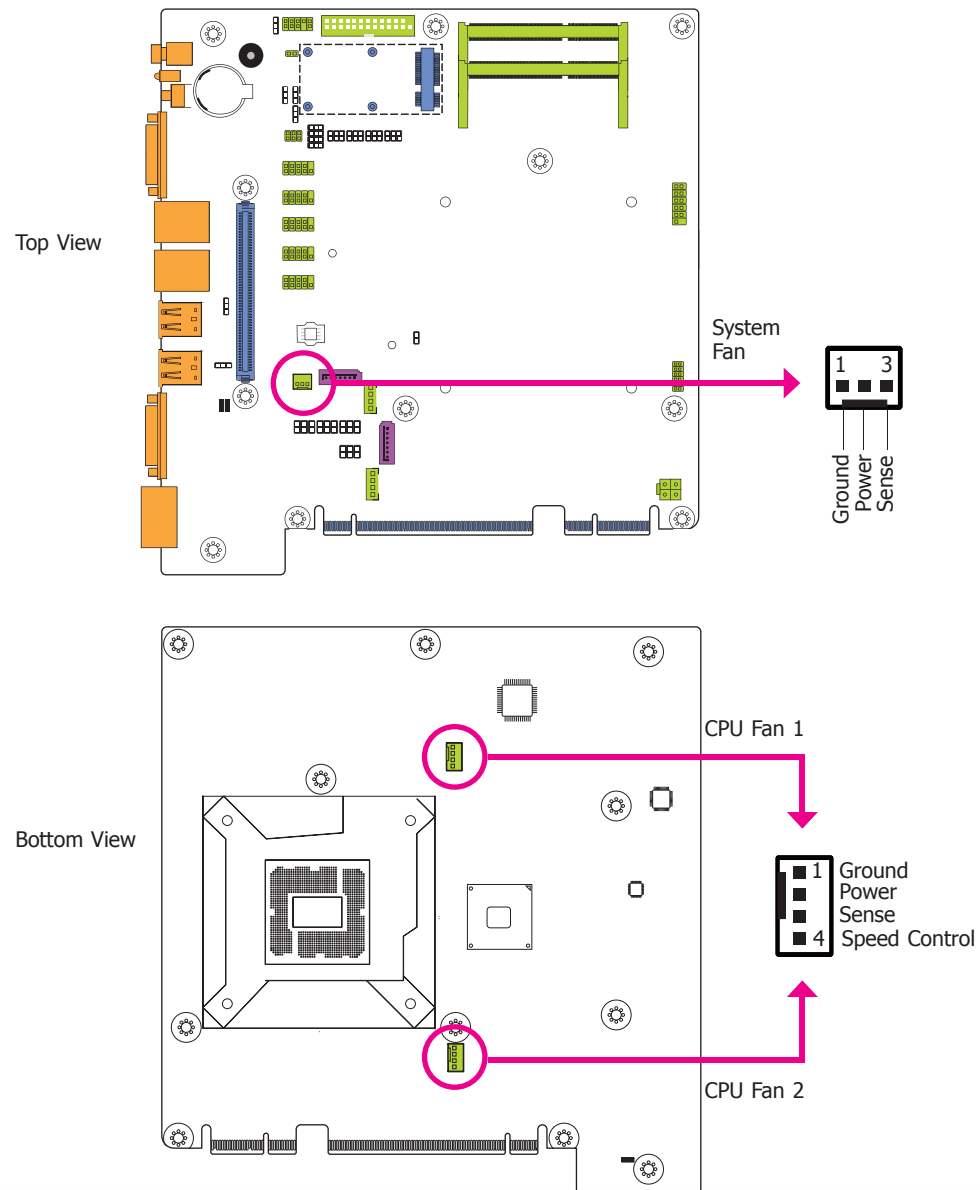 Top View
System
Fan
1 3
Ground
Power
Sense
CPU Fan 1
Bottom View
1 Ground
Power
Sense
4 Speed Control
CPU Fan 2